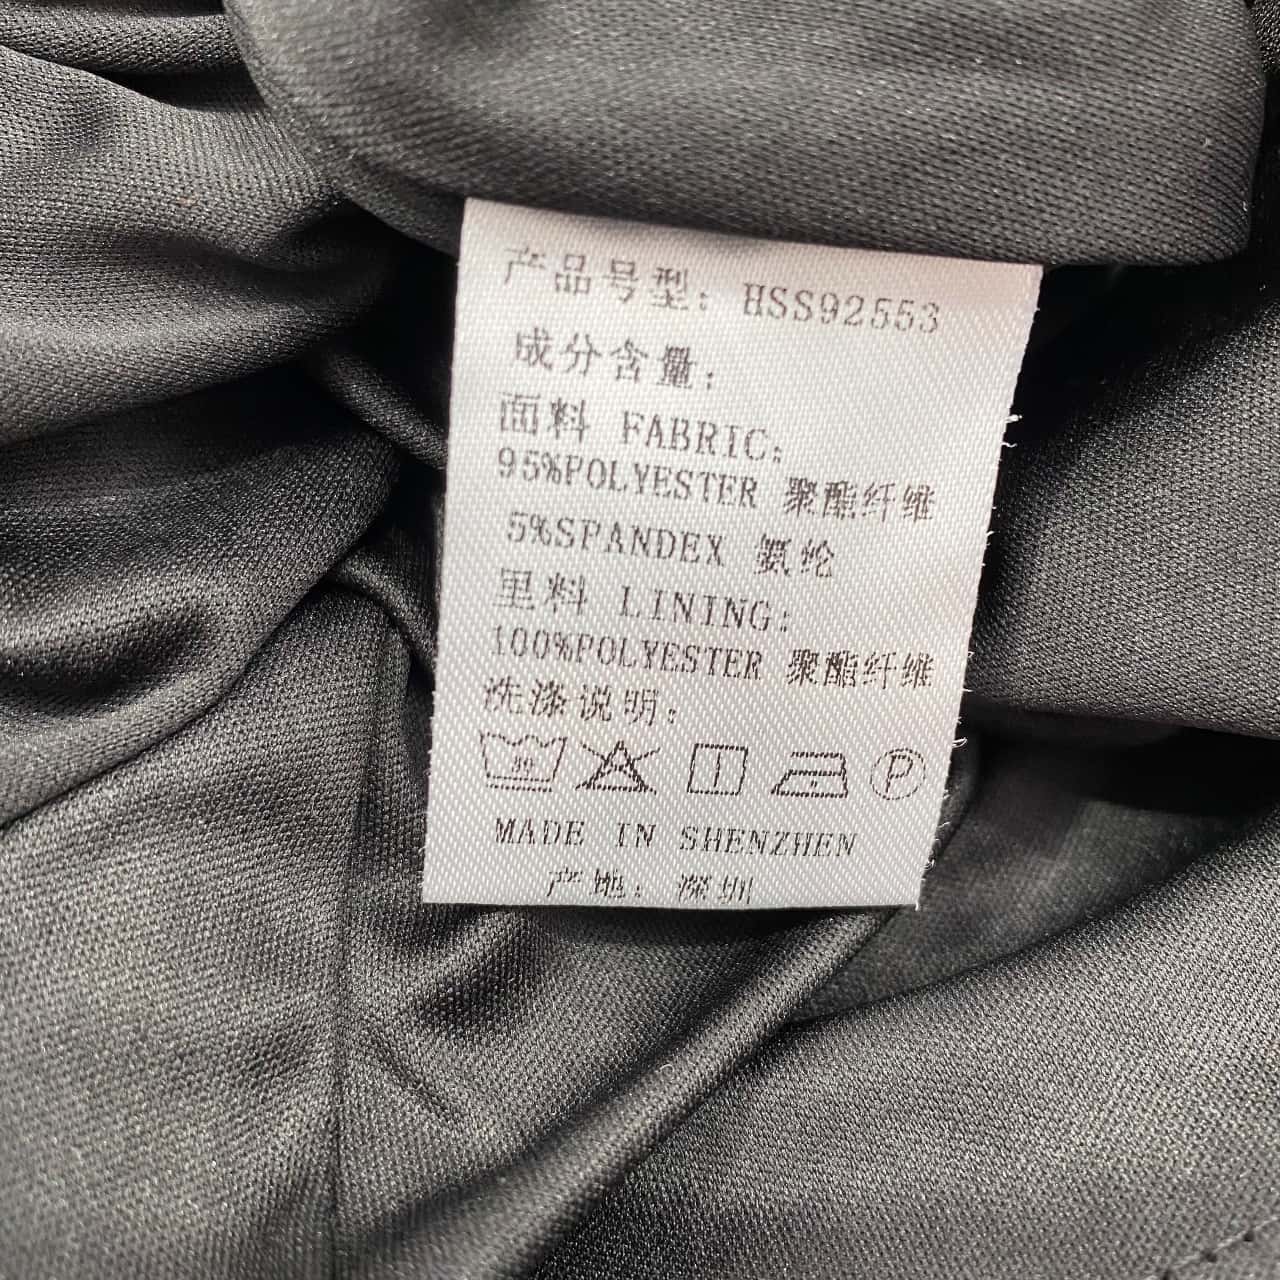 产品号型: HSS92553
成分含量:
面料 FABRIC:
95%POLYESTER 聚酯纤维
5%SPANDEX 氨纶
里料 LINING:
100%POLYESTER 聚酯纤维
洗涤说明:
30 P
MADE IN SHENZHEN
产地: 深圳